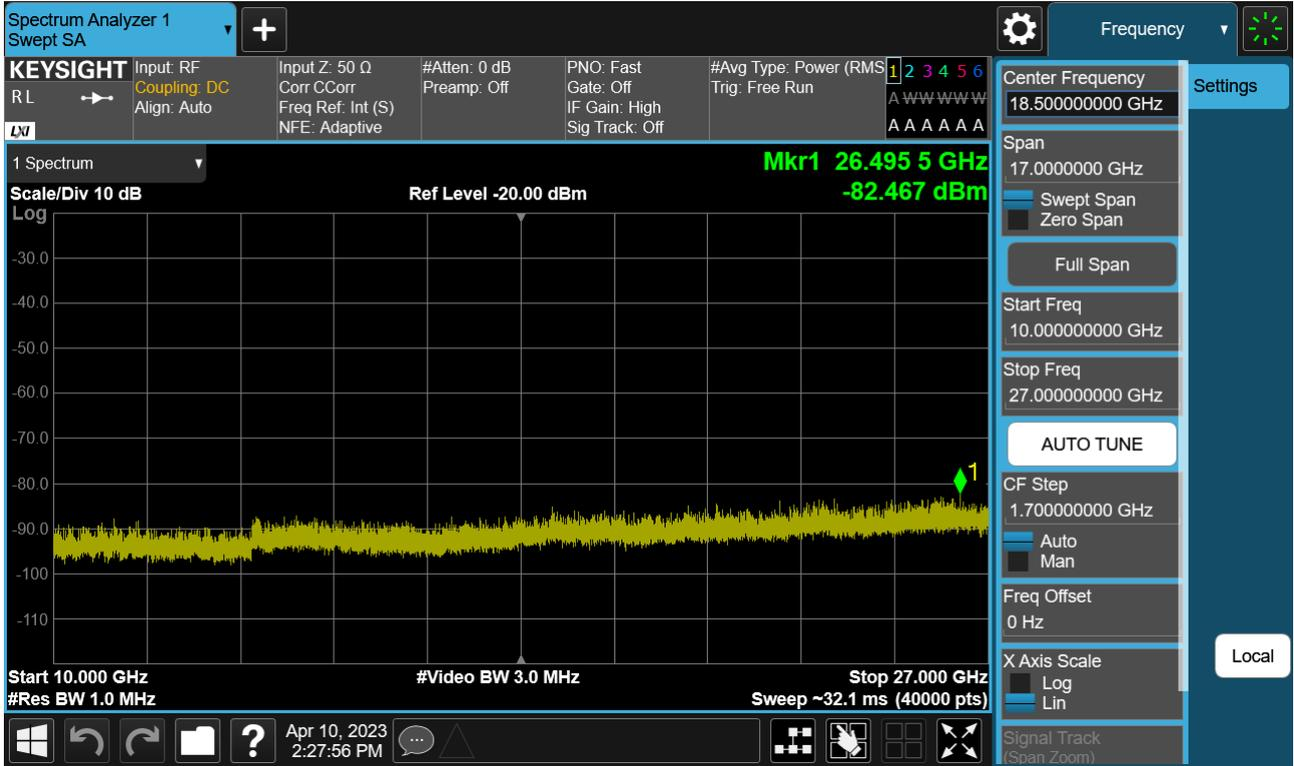 Spectrum Analyzer 1
Swept SA
Frequency
KEYSIGHT
R L
LXI
Input: RF
Coupling: DC
Align: Auto
Input Z: 50 Ω
Corr CCorr
Freq Ref: Int (S)
NFE: Adaptive
#Atten: 0 dB
Preamp: Off
PNO: Fast
Gate: Off
IF Gain: High
Sig Track: Off
#Avg Type: Power (RMS
Trig: Free Run
1 2 3 4 5 6
A W W W W W
A A A A A A
1 Spectrum
Scale/Div 10 dB
Log
Ref Level -20.00 dBm
Mkr1 26.495 5 GHz
-82.467 dBm
-30.0
-40.0
-50.0
-60.0
-70.0
-80.0
-90.0
-100
-110
1
Start 10.000 GHz
#Res BW 1.0 MHz
#Video BW 3.0 MHz
Stop 27.000 GHz
Sweep ~32.1 ms (40000 pts)
Center Frequency
18.500000000 GHz
Span
17.0000000 GHz
Swept Span
Zero Span
Full Span
Start Freq
10.000000000 GHz
Stop Freq
27.000000000 GHz
AUTO TUNE
CF Step
1.700000000 GHz
Auto
Man
Freq Offset
0 Hz
X Axis Scale
Log
Lin
Signal Track
(Span Zoom)
Settings
Local
?
Apr 10, 2023
2:27:56 PM